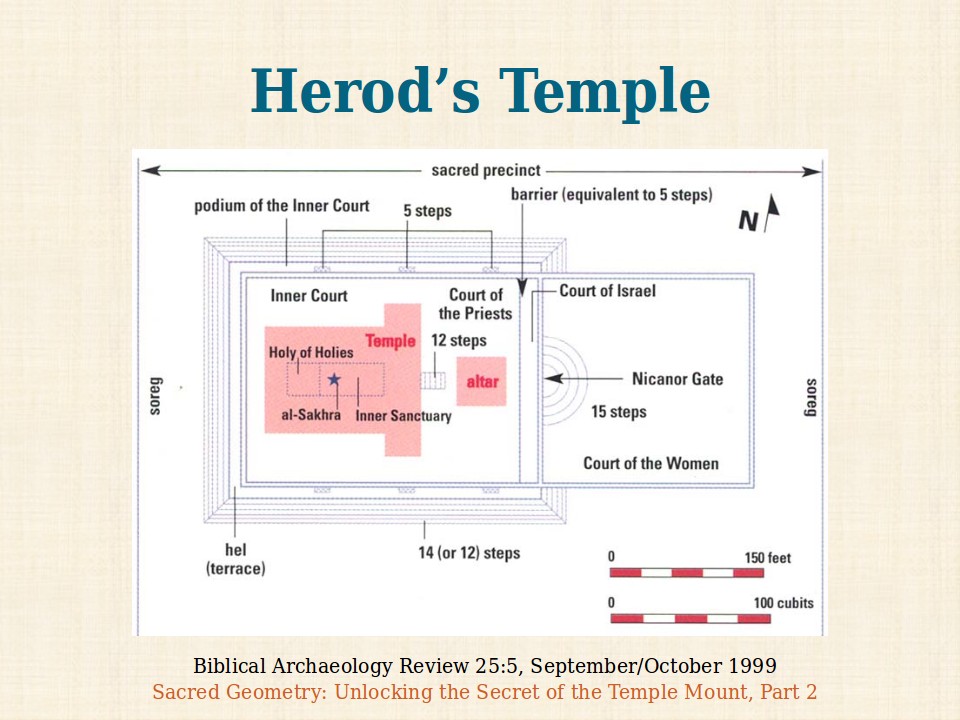 Herod’s Temple
sacred precinct
barrier (equivalent to 5 steps)
podium of the Inner Court
5 steps
N
Inner Court
Court of
the Priests
Court of Israel
Temple
12 steps
Holy of Holies
altar
Nicanor Gate
soreg
soreg
al-Sakhra
Inner Sanctuary
15 steps
Court of the Women
hel
(terrace)
14 (or 12) steps
0
150 feet
0
100 cubits
Biblical Archaeology Review 25:5, September/October 1999
Sacred Geometry: Unlocking the Secret of the Temple Mount, Part 2